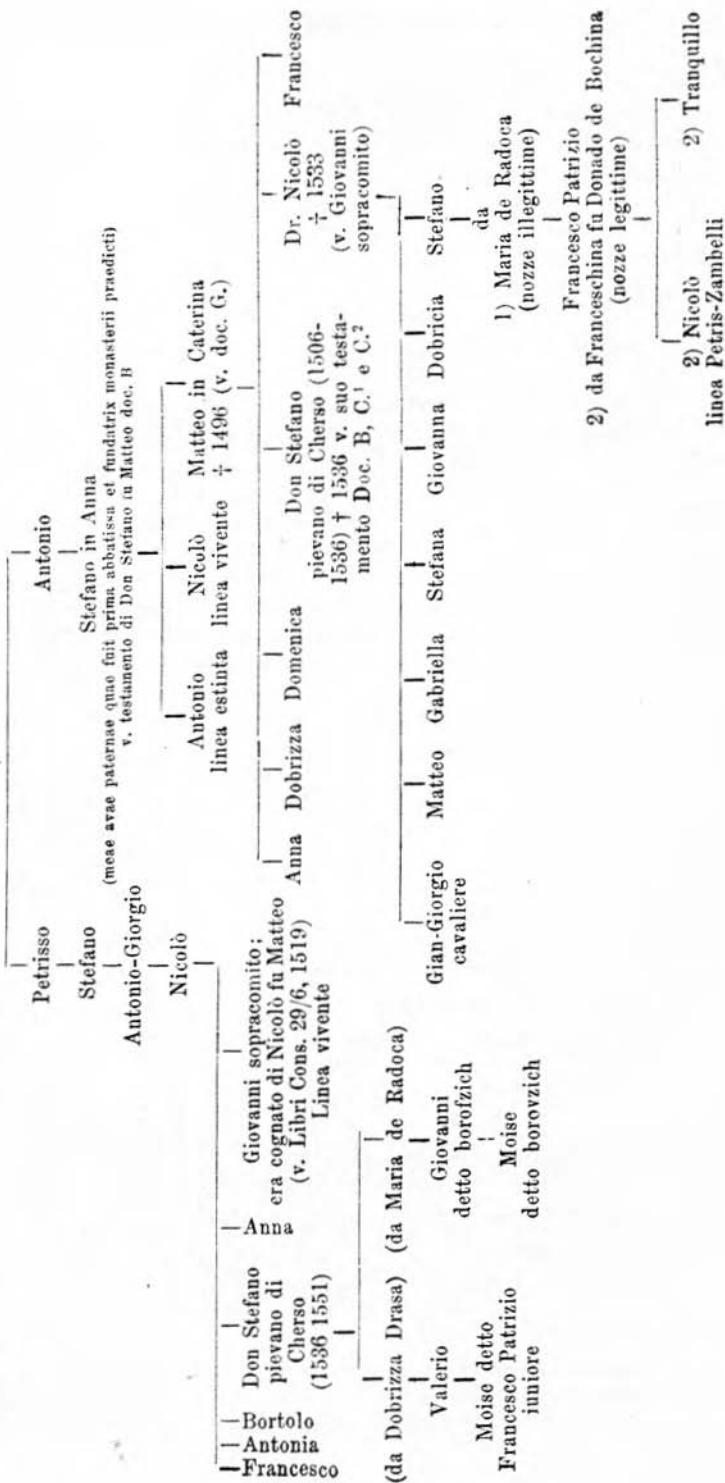 Petrisso
Antonio
Stefano
Stefano in Anna
(meae avae paternae quae fuit prima abbatissa et fundatrix monasterii praedicti)
v. testamento di Don Stefano fu Matteo doc. B
Antonio-Giorgio
Nicolò
Antonio
linea estinta
Nicolò
linea vivente
Matteo in Caterina
† 1496 (v. doc. G.)
Francesco
Antonia
Bortolo
Don Stefano
pievano di
Cherso
(1536 1551)
Anna
Giovanni sopracomito;
era cognato di Nicolò fu Matteo
(v. Libri Cons. 29/6, 1519)
Linea vivente
Anna
Dobrizza
Domenica
Don Stefano
pievano di Cherso (1506-
1536) † 1536 v. suo testa-
mento Doc. B, C.¹ e C.²
Dr. Nicolò
† 1533
(v. Giovanni
sopracomito)
Francesco
(da Dobrizza Drasa)
Valerio
Moise detto
Francesco Patrizio
iuniore
(da Maria de Radoca)
Giovanni
detto borofzich
Moise
detto borovzich
Gian-Giorgio
cavaliere
Matteo
Gabriella
Stefana
Giovanna
Dobricia
Stefano
da
1) Maria de Radoca
(nozze illegittime)
Francesco Patrizio
2) da Franceschina fu Donado de Bochina
(nozze legittime)
2) Nicolò
linea Petris-Zambelli
2) Tranquillo